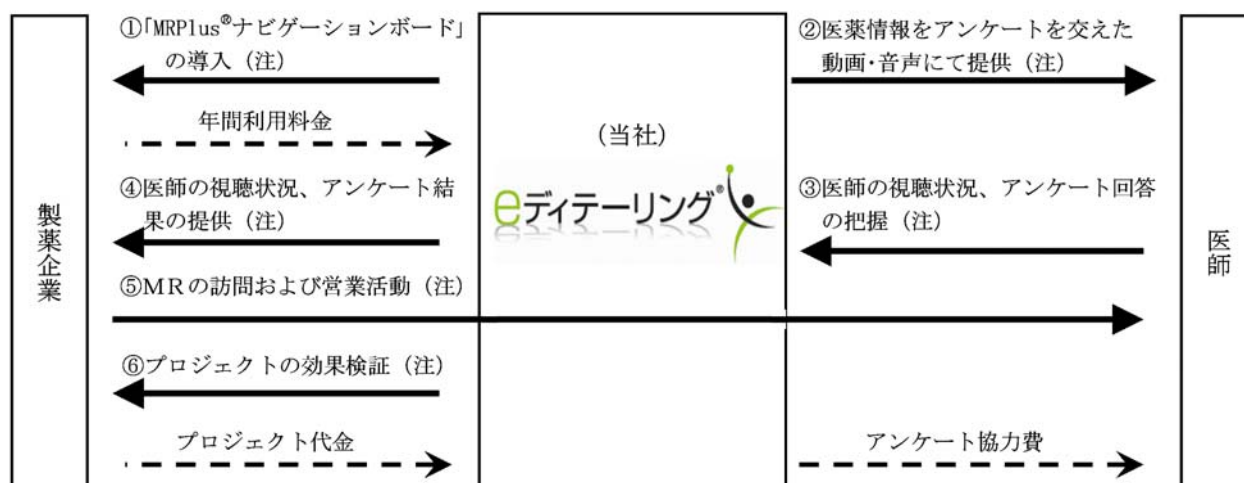 ①「MRPlus®ナビゲーションボード」
の導入（注）
年間利用料金
④医師の視聴状況、アンケート結
果の提供（注）
⑤MRの訪問および営業活動（注）
⑥プロジェクトの効果検証（注）
プロジェクト代金
製薬企業
（当社）
eディテーリング®
②医薬情報をアンケートを交えた
動画・音声にて提供（注）
③医師の視聴状況、アンケート回答
の把握（注）
アンケート協力費
医師